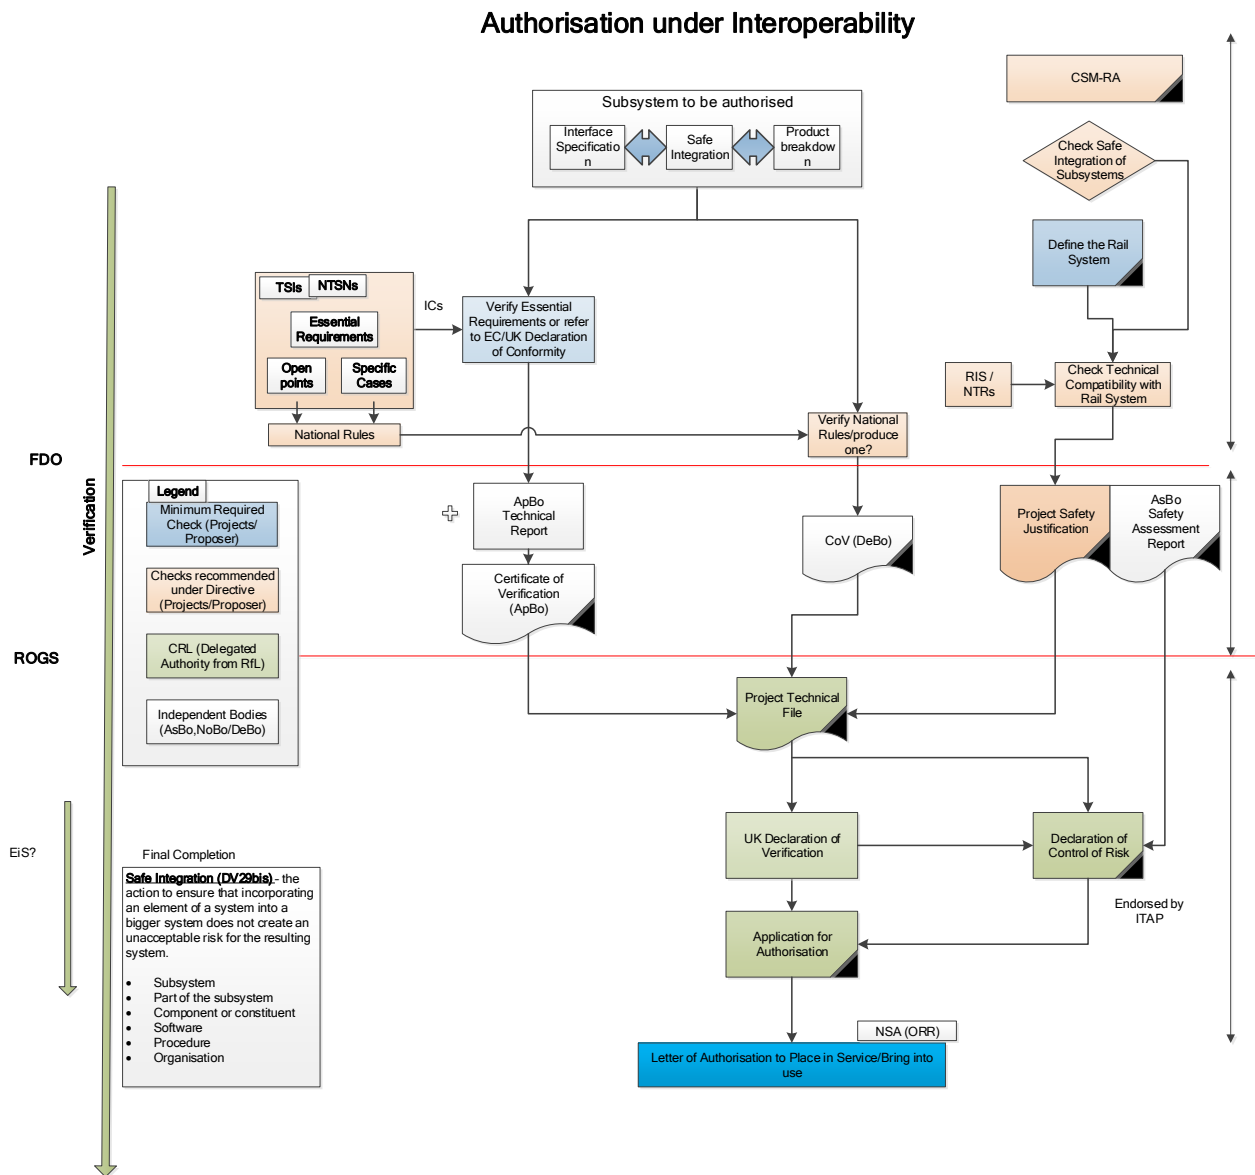 Authorisation under Interoperability
CSM-RA
Subsystem to be authorised
Interface
Specificatio
n
Safe
Integration
Product
breakdow
n
Check Safe
Integration of
Subsystems
Define the Rail
System
TSIs
NTSNs
ICs
Essential
Requirements
Open
points
Specific
Cases
National Rules
Verify Essential
Requirements or refer
to EC/UK Declaration
of Conformity
RIS /
NTRs
Check Technical
Compatibility with
Rail System
Verify National
Rules/produce
one?
FDO
Verification
Legend
Minimum Required
Check (Projects/
Proposer)
Checks recommended
under Directive
(Projects/Proposer)
CRL (Delegated
Authority from RfL)
Independent Bodies
(AsBo,NoBo/DeBo)
ApBo
Technical
Report
Certificate of
Verification
(ApBo)
CoV (DeBo)
Project Safety
Justification
AsBo
Safety
Assessment
Report
ROGS
Project Technical
File
UK Declaration of
Verification
Declaration of
Control of Risk
Endorsed by
ITAP
Application for
Authorisation
EiS?
Final Completion
Safe Integration (DV29bis) - the
action to ensure that incorporating
an element of a system into a
bigger system does not create an
unacceptable risk for the resulting
system.
• Subsystem
• Part of the subsystem
• Component or constituent
• Software
• Procedure
• Organisation
NSA (ORR)
Letter of Authorisation to Place in Service/Bring into
use